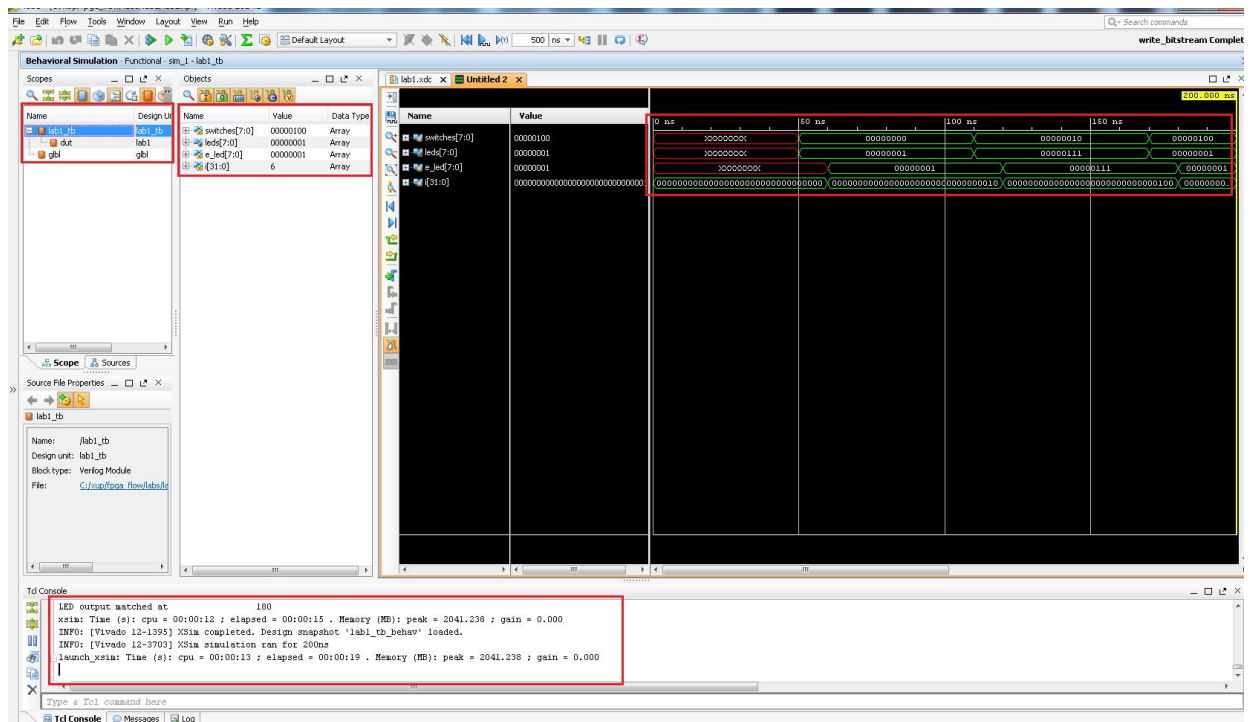 File Edit Flow Tools Window Layout View Run Help
Search commands
Default Layout
500 ns
write_bitstream Complet
Behavioral Simulation - Functional - sim_1 - lab1_tb
Scopes
Name Design Ur
lab1_tb lab1_tb
dut lab1
glbl glbl
Scope Sources
Objects
Name Value Data Type
switches[7:0] 00000100 Array
leds[7:0] 00000001 Array
e_led[7:0] 00000001 Array
i[31:0] 6 Array
lab1.xdc Untitled 2
200.000 ns
Name Value
0 ns 50 ns 100 ns 150 ns
switches[7:0] 00000100 XXXXXXXX 00000000 00000010 00000100
leds[7:0] 00000001 XXXXXXXX 00000001 00000111 00000001
e_led[7:0] 00000001 XXXXXXXX 00000001 00000111 00000001
i[31:0]
Source File Properties
lab1_tb
Name: /lab1_tb
Design unit: lab1_tb
Block type: Verilog Module
File: C:/xup/fpga_flow/labs/la
Tcl Console
LED output matched at 180
xsim: Time (s): cpu = 00:00:12 ; elapsed = 00:00:15 . Memory (MB): peak = 2041.238 ; gain = 0.000
INFO: [Vivado 12-1395] XSim completed. Design snapshot 'lab1_tb_behav' loaded.
INFO: [Vivado 12-3703] XSim simulation ran for 200ns
launch_xsim: Time (s): cpu = 00:00:13 ; elapsed = 00:00:19 . Memory (MB): peak = 2041.238 ; gain = 0.000
Type a Tcl command here
Tcl Console Messages Log